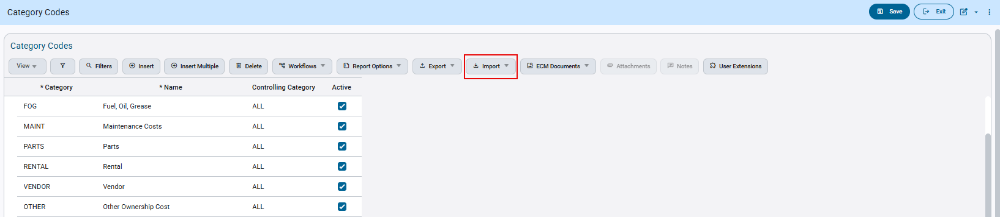 Category Codes
Save Exit
Category Codes
View Filters Insert Insert Multiple Delete Workflows Report Options Export Import ECM Documents Attachments Notes User Extensions
* Category * Name Controlling Category Active
FOG Fuel, Oil, Grease ALL
MAINT Maintenance Costs ALL
PARTS Parts ALL
RENTAL Rental ALL
VENDOR Vendor ALL
OTHER Other Ownership Cost ALL